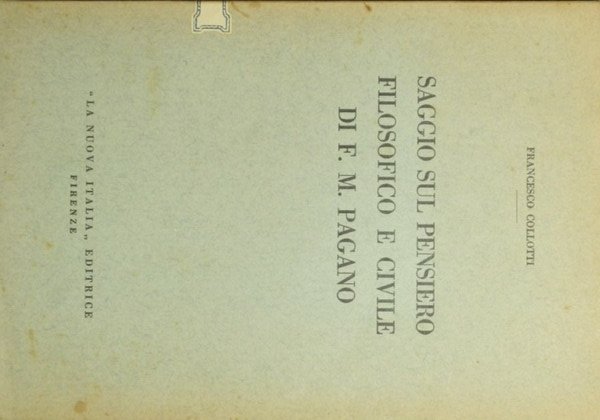 FRANCESCO COLLOTTI
SAGGIO SUL PENSIERO
FILOSOFICO E CIVILE
DI F. M. PAGANO
"LA NUOVA ITALIA„ EDITRICE
FIRENZE